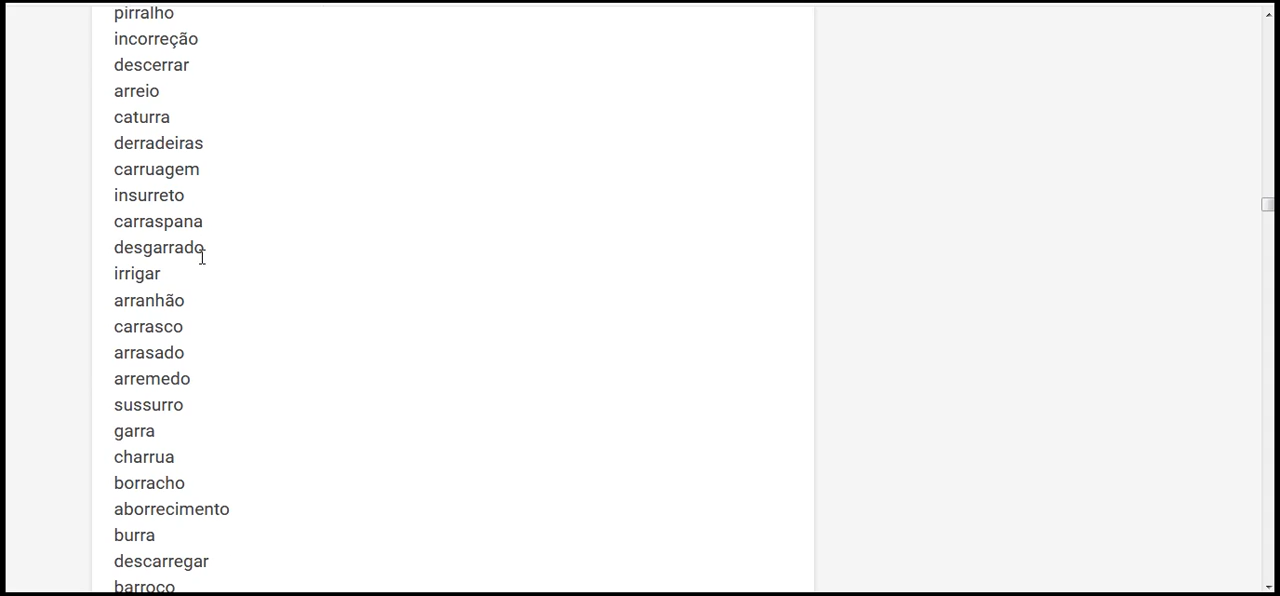 pirralho
incorreção
descerrar
arreio
caturra
derradeiras
carruagem
insurreto
carraspana
desgarrado
irrigar
arranhão
carrasco
arrasado
arremedo
sussurro
garra
charrua
borracho
aborrecimento
burra
descarregar
barroco